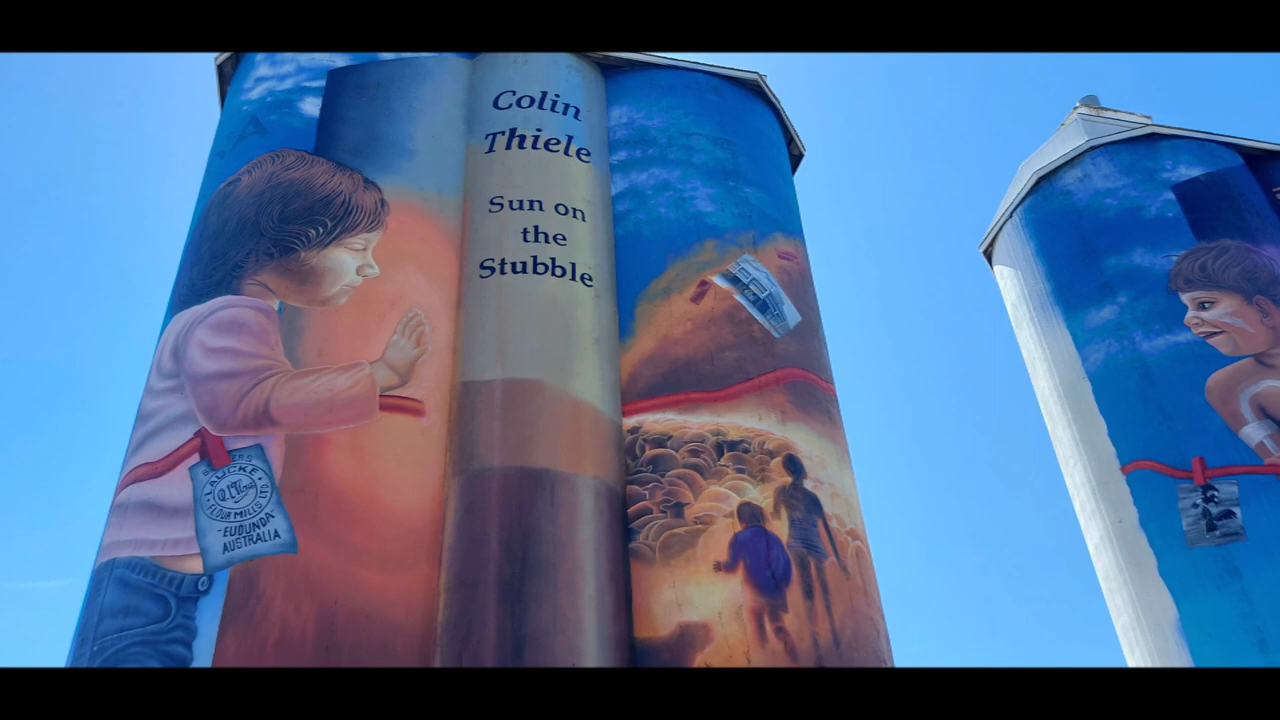 Colin
Thiele
Sun on
the
Stubble
LAUCKE
FLOUR MILLS LTD
-EUDUNDA-
AUSTRALIA